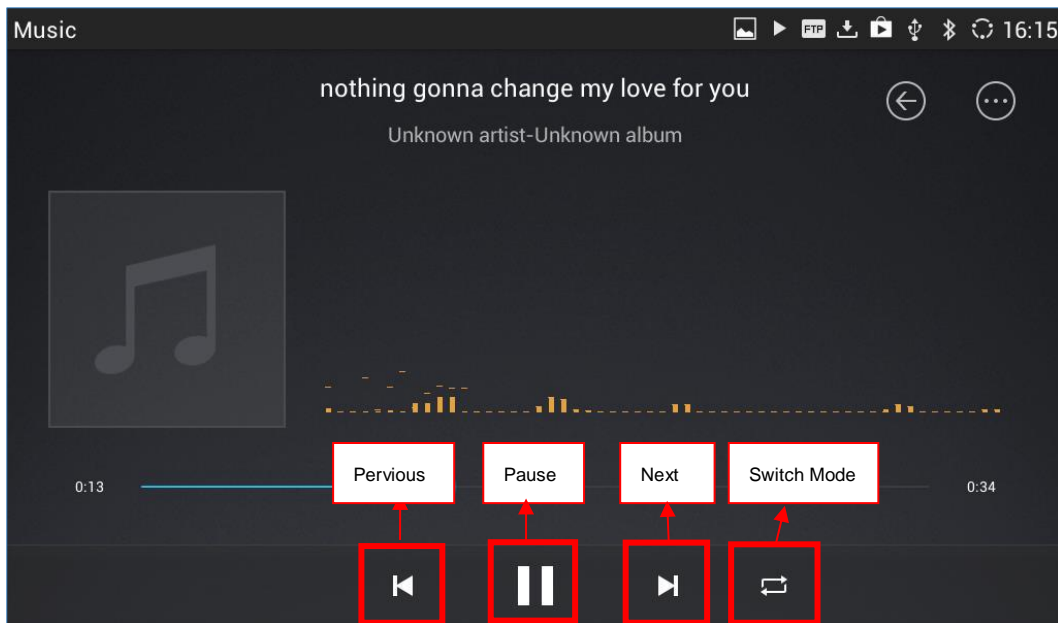 Music
FTP
16:15
nothing gonna change my love for you
Unknown artist-Unknown album
Pervious
Pause
Next
Switch Mode
0:13
0:34